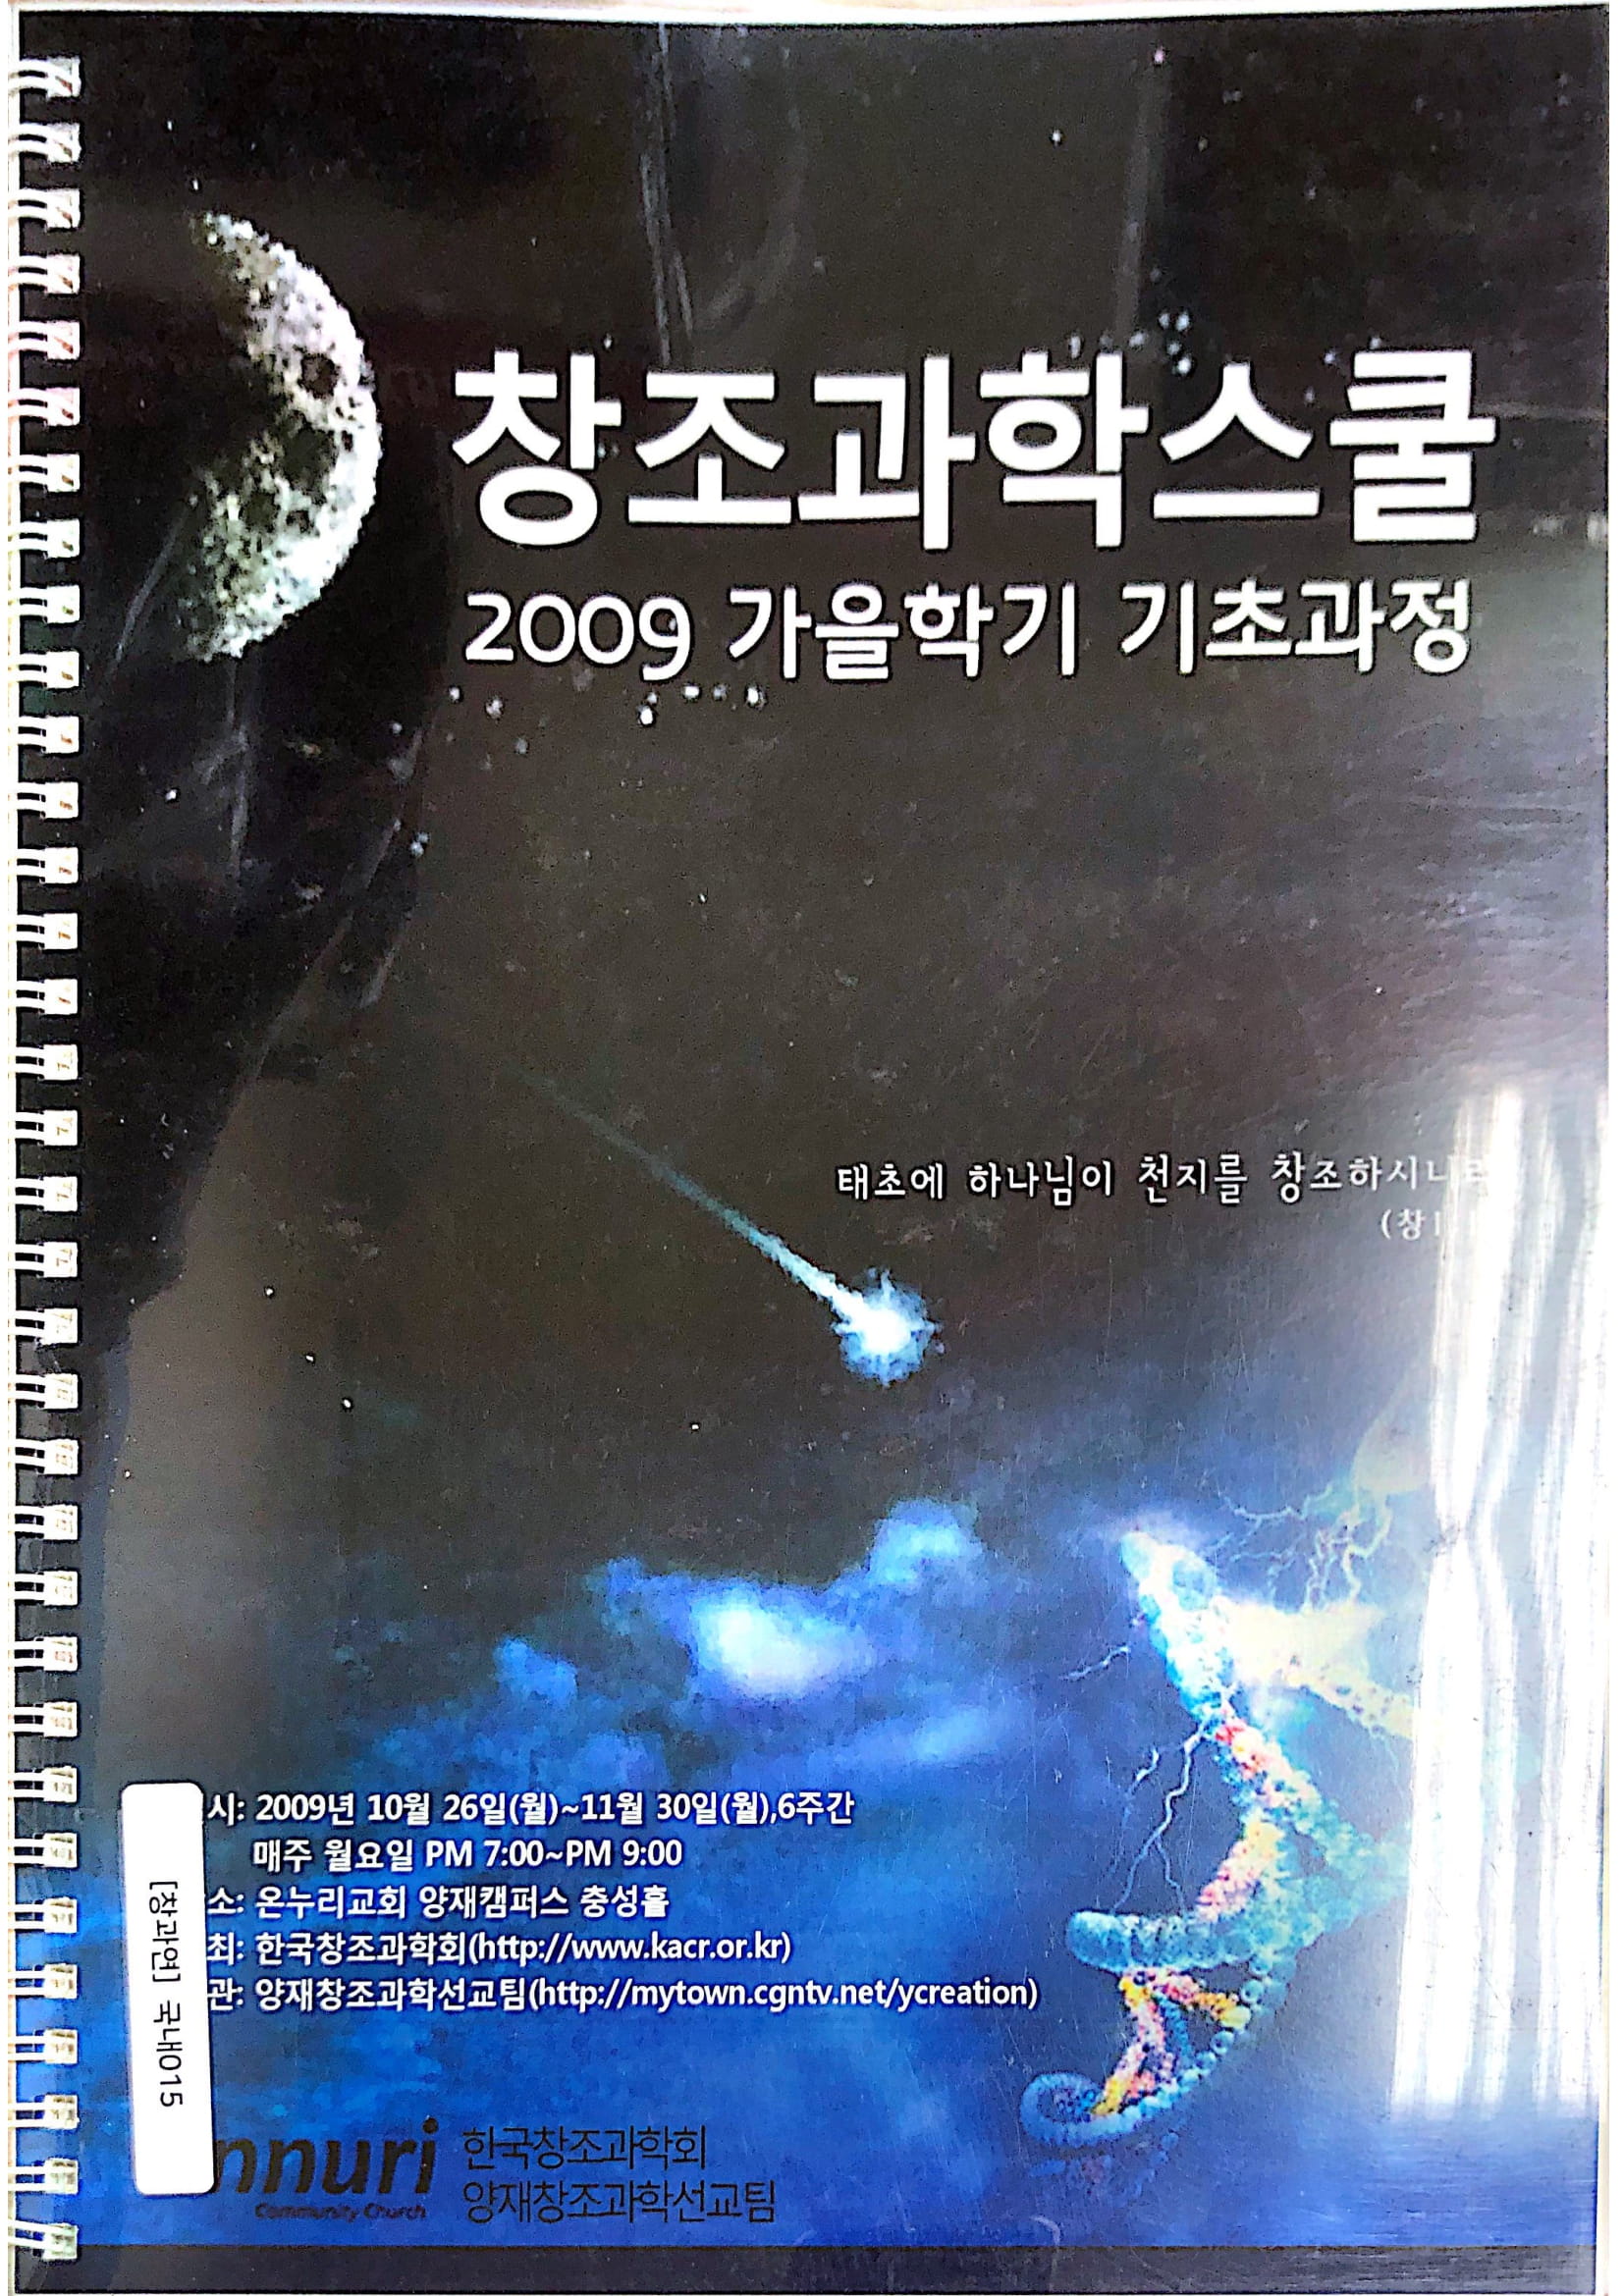 창조과학스쿨
2009 가을학기 기초과정
태초에 하나님이 천지를 창조하시니라
(창1
시: 2009년 10월 26일(월)~11월 30일(월),6주간
매주 월요일 PM 7:00~PM 9:00
소: 온누리교회 양재캠퍼스 충성홀
최: 한국창조과학회(http://www.kacr.or.kr)
관: 양재창조과학선교팀(http://mytown.cgntv.net/ycreation)
[창과연] 국내015
nnuri
Community Church
한국창조과학회
양재창조과학선교팀